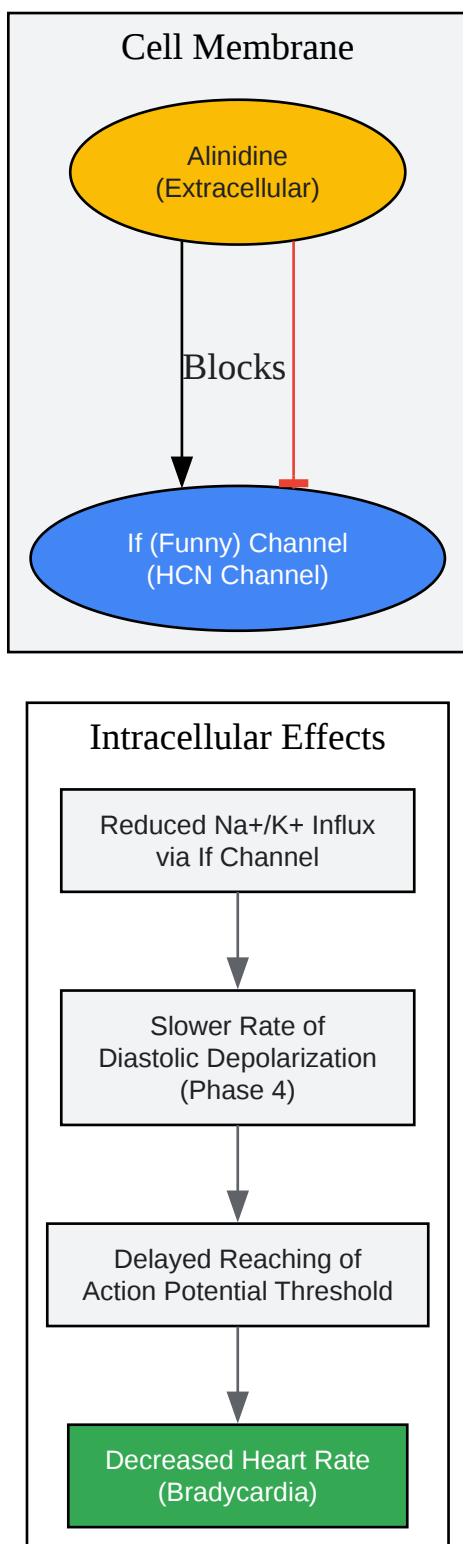 Cell Membrane
Alinidine
(Extracellular)
Blocks
If (Funny) Channel
(HCN Channel)
Intracellular Effects
Reduced Na+/K+ Influx
via If Channel
Slower Rate of
Diastolic Depolarization
(Phase 4)
Delayed Reaching of
Action Potential Threshold
Decreased Heart Rate
(Bradycardia)